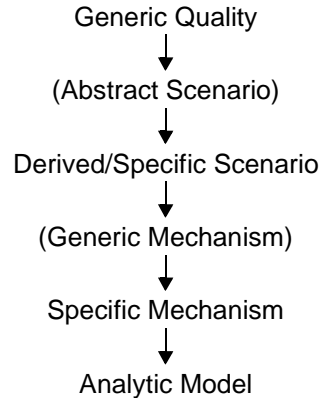 Generic Quality
(Abstract Scenario)
Derived/Specific Scenario
(Generic Mechanism)
Specific Mechanism
Analytic Model